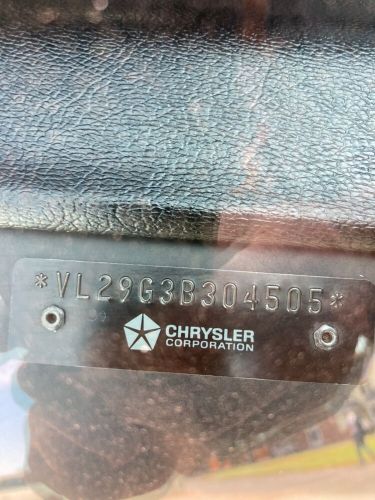 *VL29G3B304505*
CHRYSLER
CORPORATION